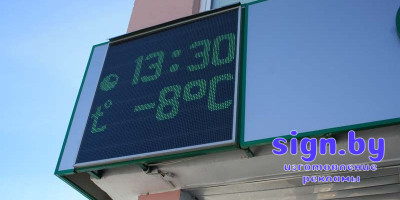 13:30
t° -8°C
sign.by
изготовление
рекламы